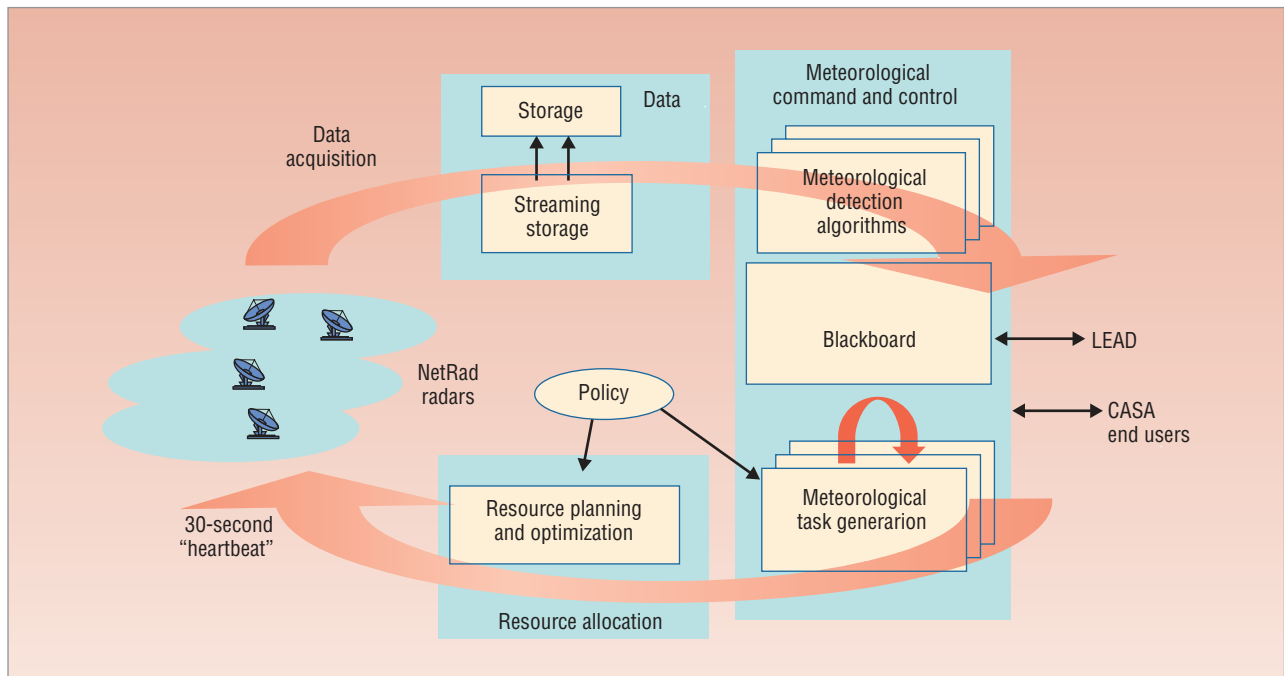 Meteorological
command and control
Data
Storage
Data
acquisition
Streaming
storage
Meteorological
detection
algorithms
Blackboard
LEAD
NetRad
radars
Policy
CASA
end users
Resource planning
and optimization
Meteorological
task generarion
30-second
“heartbeat”
Resource allocation